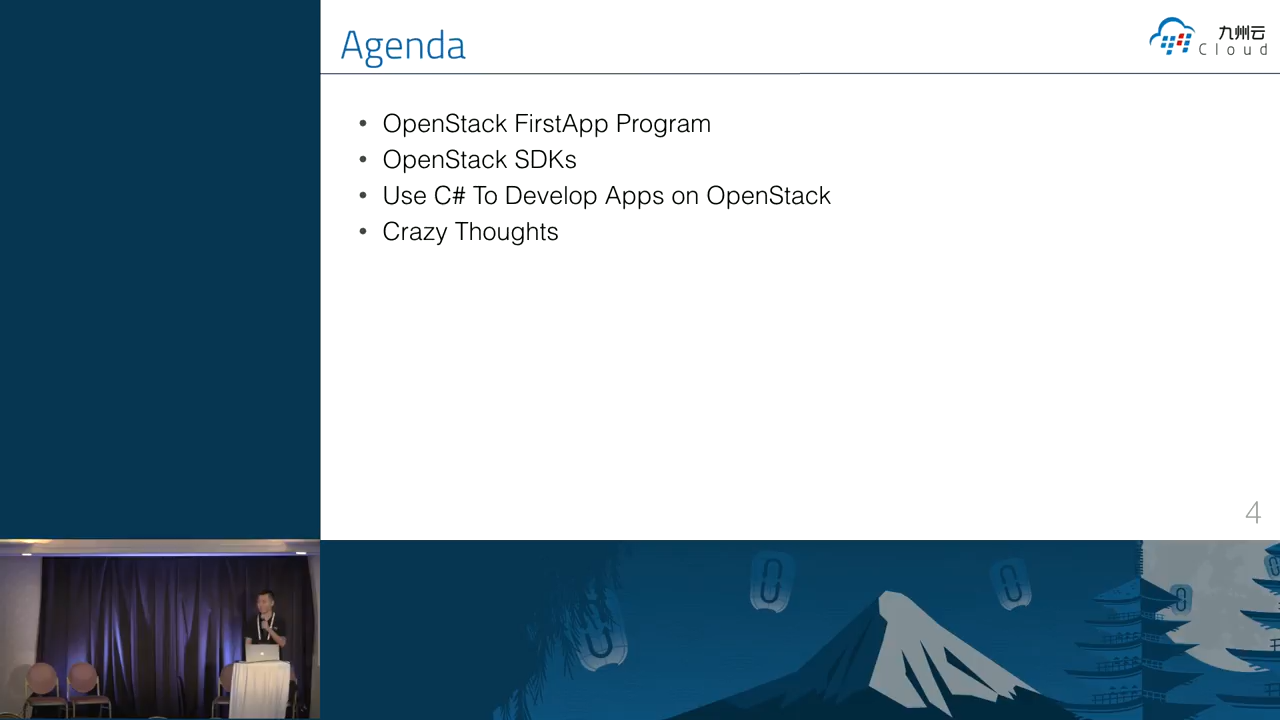 Agenda
九州云
Cloud
• OpenStack FirstApp Program
• OpenStack SDKs
• Use C# To Develop Apps on OpenStack
• Crazy Thoughts
4